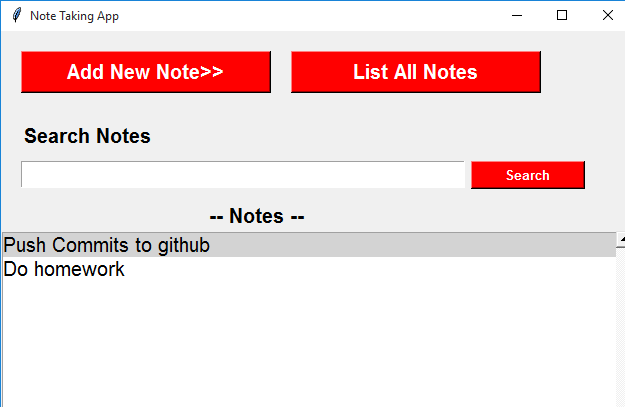 Note Taking App
Add New Note>> List All Notes
Search Notes
Search
-- Notes --
Push Commits to github
Do homework